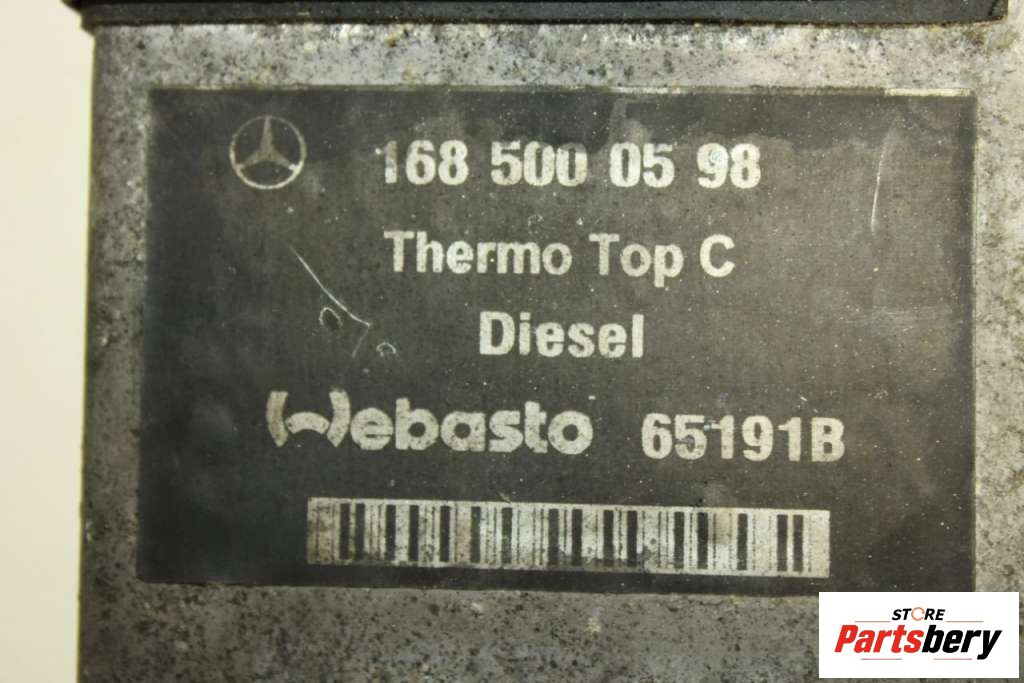 168 500 05 98
Thermo Top C
Diesel
Webasto 65191B
STORE
Partsbery